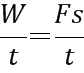 W/t = Fs/t